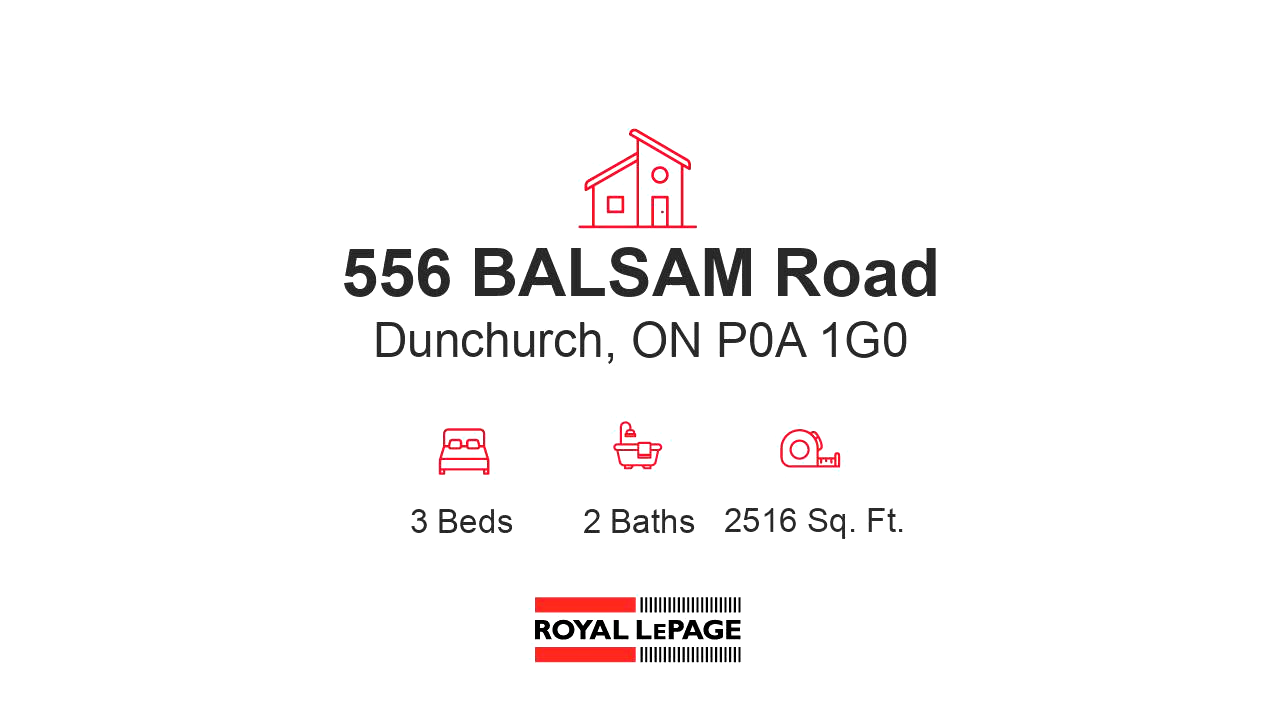 556 BALSAM Road
Dunchurch, ON P0A 1G0
3 Beds 2 Baths 2516 Sq. Ft.
ROYAL LEPAGE